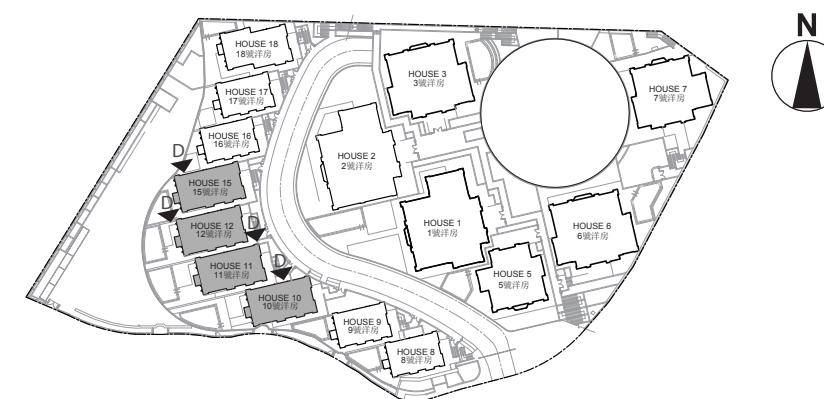 N
HOUSE 18
18號洋房
HOUSE 3
3號洋房
HOUSE 7
7號洋房
HOUSE 17
17號洋房
HOUSE 16
16號洋房
D
HOUSE 2
2號洋房
HOUSE 15
15號洋房
D
HOUSE 12
12號洋房
D
HOUSE 1
1號洋房
HOUSE 6
6號洋房
HOUSE 11
11號洋房
D
HOUSE 5
5號洋房
HOUSE 10
10號洋房
HOUSE 9
9號洋房
HOUSE 8
8號洋房